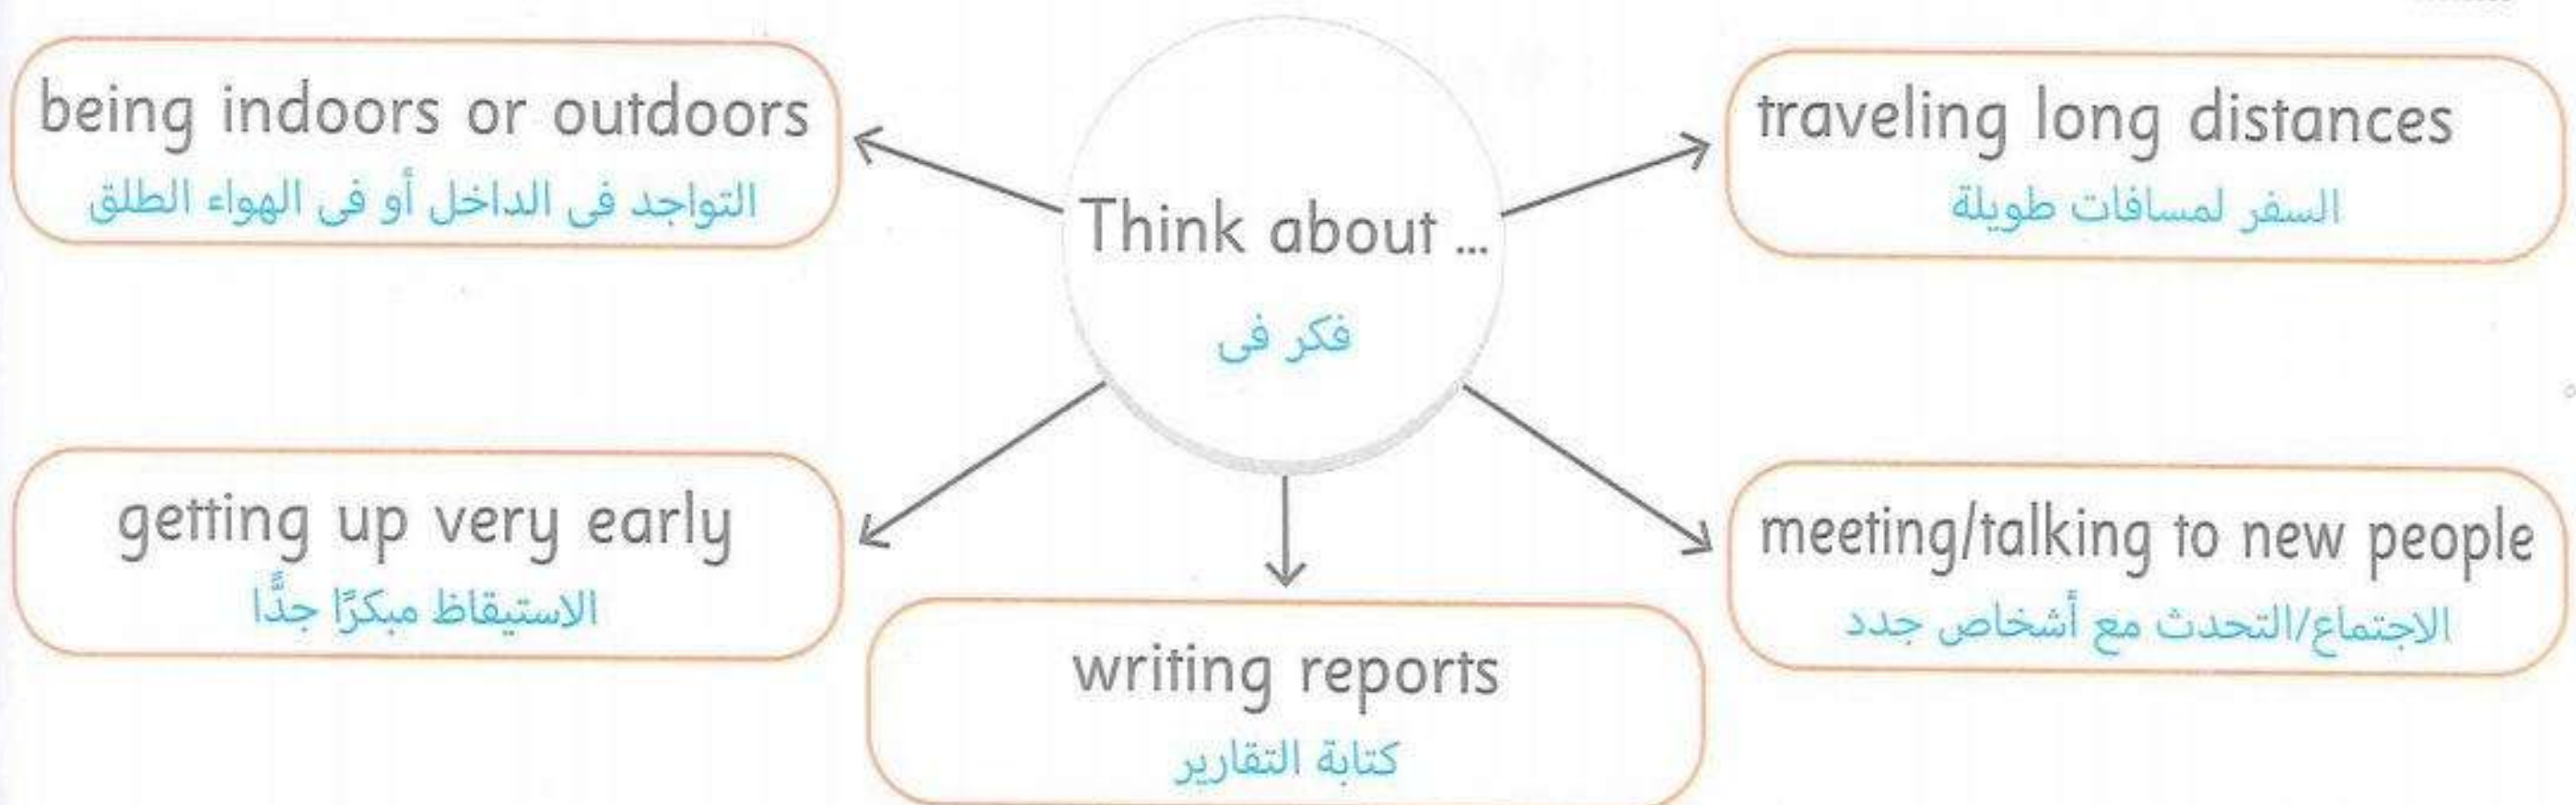 being indoors or outdoors
التواجد فى الداخل أو فى الهواء الطلق
Think about ...
فكر فى
traveling long distances
السفر لمسافات طويلة
getting up very early
الاستيقاظ مبكرًا جدًّا
writing reports
كتابة التقارير
meeting/talking to new people
الاجتماع/التحدث مع أشخاص جدد